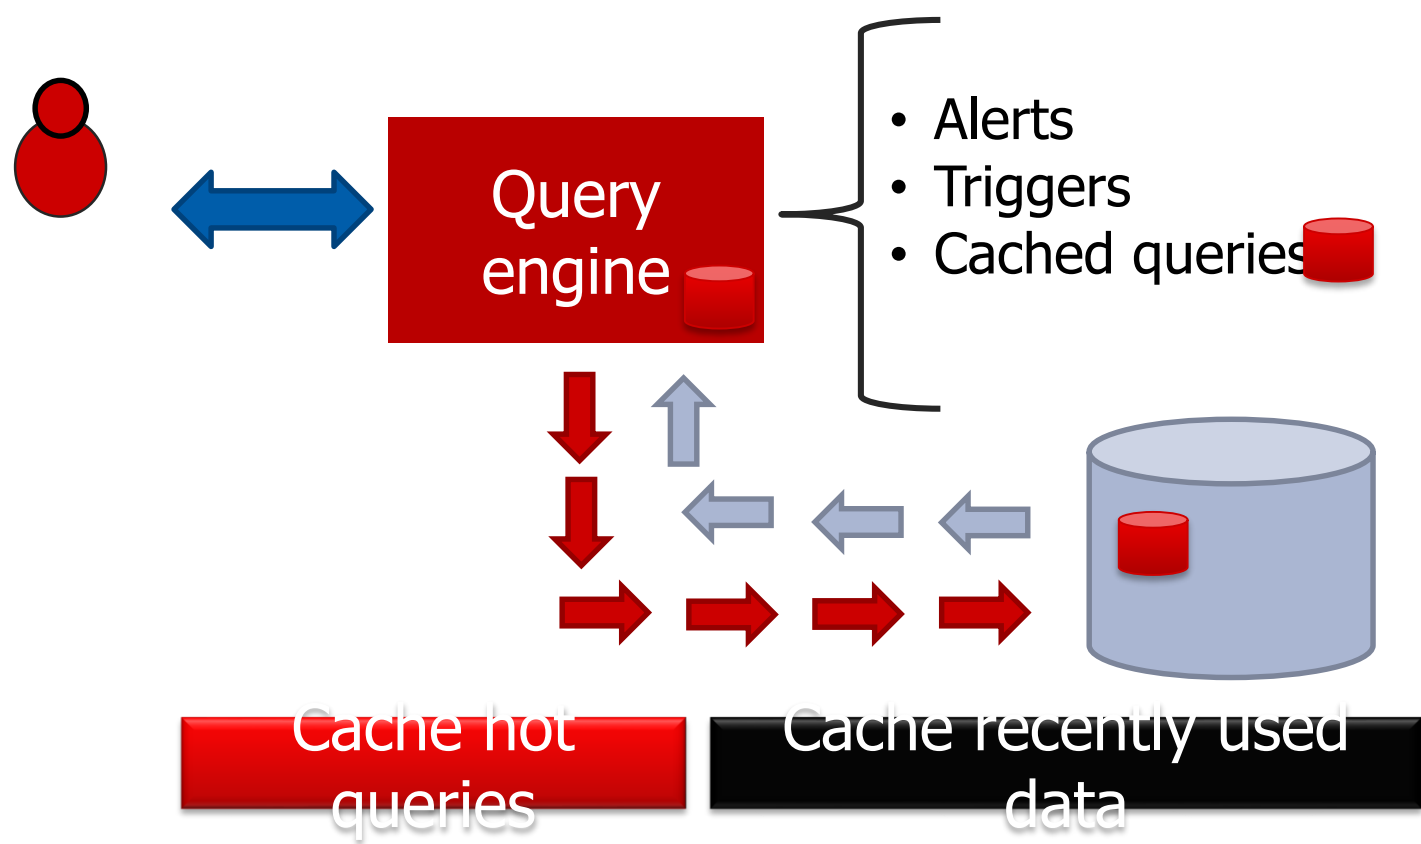 Query
engine
• Alerts
• Triggers
• Cached queries
Cache hot
queries
Cache recently used
data